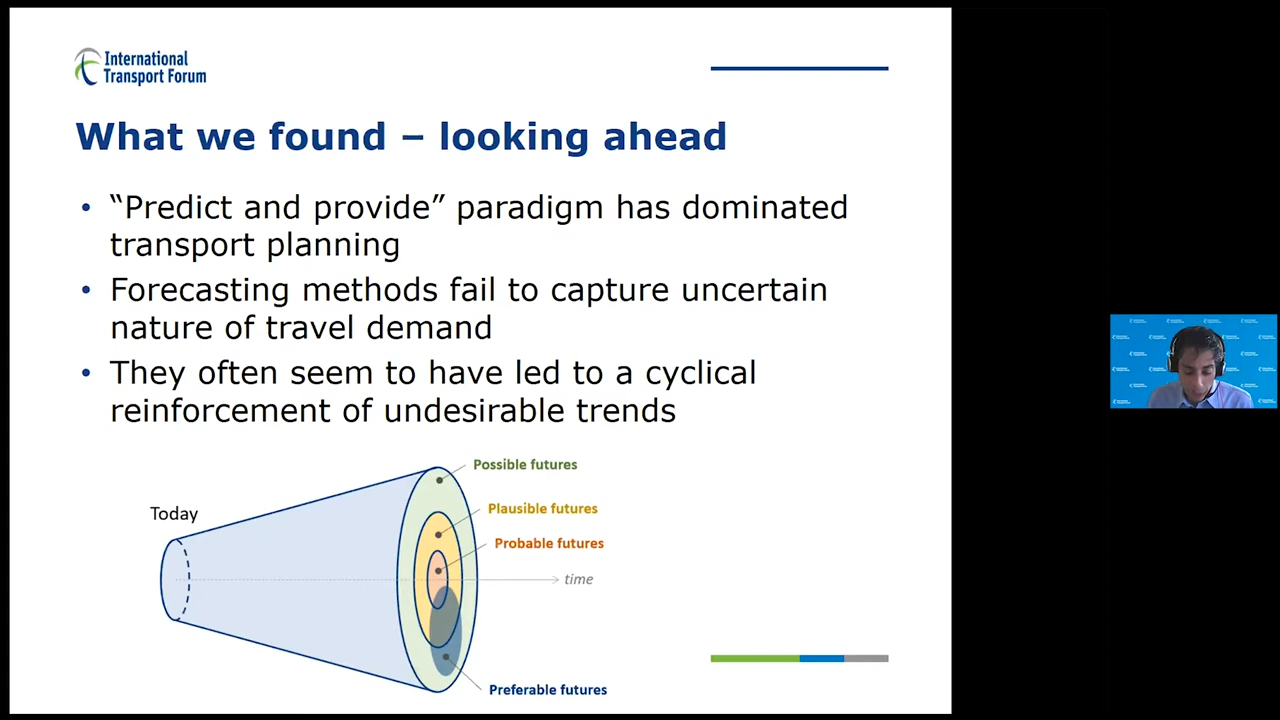 International
Transport Forum
What we found – looking ahead
• “Predict and provide” paradigm has dominated
transport planning
• Forecasting methods fail to capture uncertain
nature of travel demand
• They often seem to have led to a cyclical
reinforcement of undesirable trends
Possible futures
Today
Plausible futures
Probable futures
time
Preferable futures